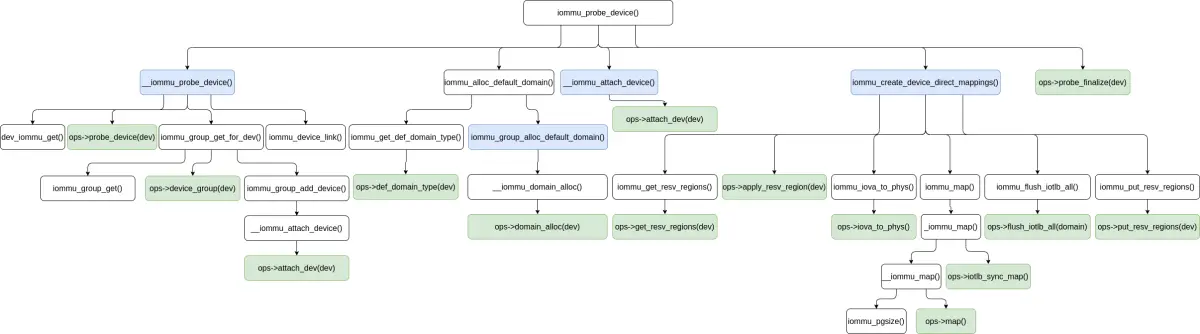 iommu_probe_device()
__iommu_probe_device()
iommu_alloc_default_domain()
__iommu_attach_device()
iommu_create_device_direct_mappings()
ops->probe_finalize(dev)
ops->attach_dev(dev)
dev_iommu_get()
ops->probe_device(dev)
iommu_group_get_for_dev()
iommu_device_link()
iommu_get_def_domain_type()
iommu_group_alloc_default_domain()
iommu_group_get()
ops->device_group(dev)
iommu_group_add_device()
ops->def_domain_type(dev)
__iommu_domain_alloc()
iommu_get_resv_regions()
ops->apply_resv_region(dev)
iommu_iova_to_phys()
iommu_map()
iommu_flush_iotlb_all()
iommu_put_resv_regions()
__iommu_attach_device()
ops->domain_alloc(dev)
ops->get_resv_regions(dev)
ops->iova_to_phys()
_iommu_map()
ops->flush_iotlb_all(domain)
ops->put_resv_regions(dev)
ops->attach_dev(dev)
__iommu_map()
ops->iotlb_sync_map()
iommu_pgsize()
ops->map()